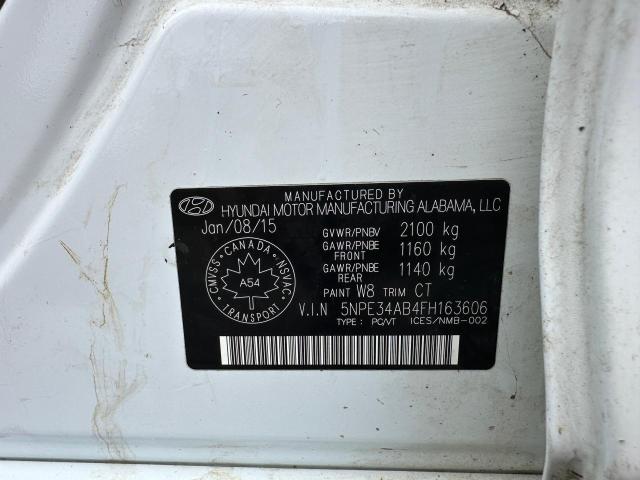 MANUFACTURED BY
HYUNDAI MOTOR MANUFACTURING ALABAMA, LLC
Jan/08/15
GVWR/PNBV 2100 kg
GAWR/PNBE FRONT 1160 kg
GAWR/PNBE REAR 1140 kg
PAINT W8 TRIM CT
V.I.N 5NPE34AB4FH163606
TYPE: PC/VT ICES/NMB-002
CMVSS · CANADA · NSVAC
A54
TRANSPORT